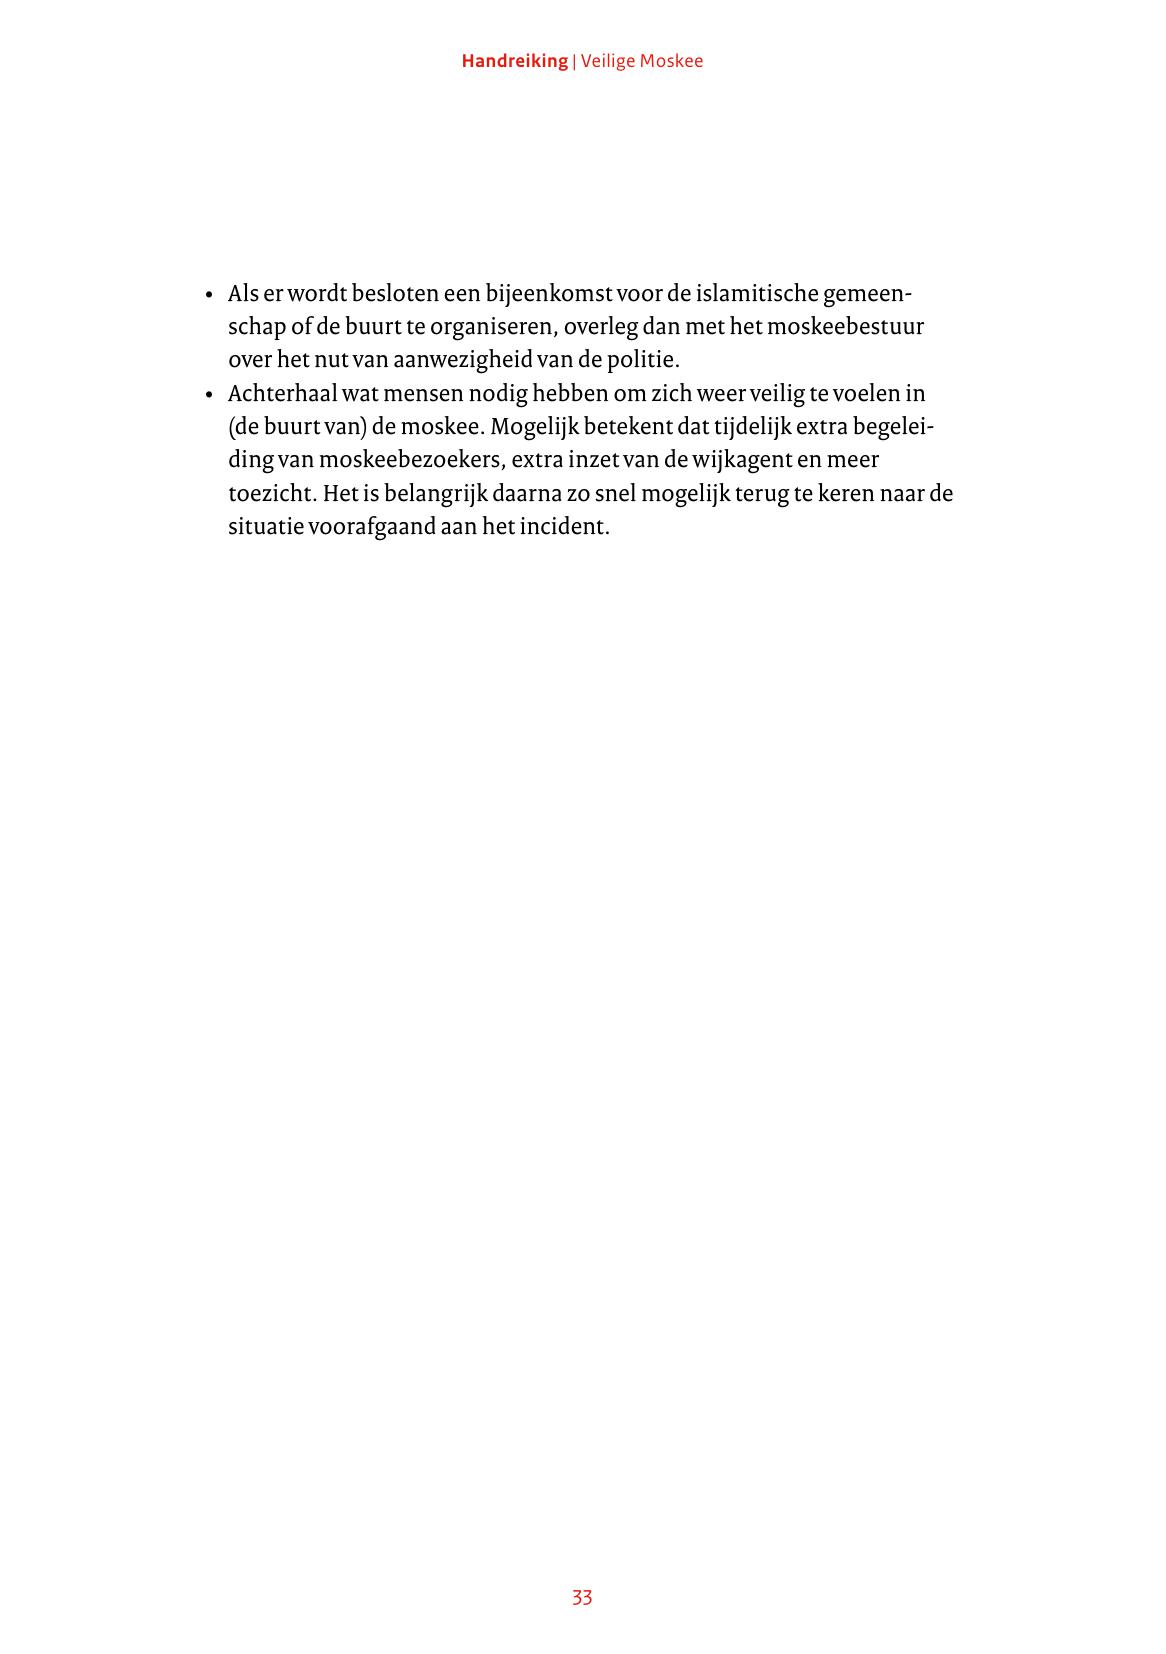 Handreiking | Veilige Moskee
• Als er wordt besloten een bijeenkomst voor de islamitische gemeen-
schap of de buurt te organiseren, overleg dan met het moskeebestuur
over het nut van aanwezigheid van de politie.
• Achterhaal wat mensen nodig hebben om zich weer veilig te voelen in
(de buurt van) de moskee. Mogelijk betekent dat tijdelijk extra begelei-
ding van moskeebezoekers, extra inzet van de wijkagent en meer
toezicht. Het is belangrijk daarna zo snel mogelijk terug te keren naar de
situatie voorafgaand aan het incident.
33